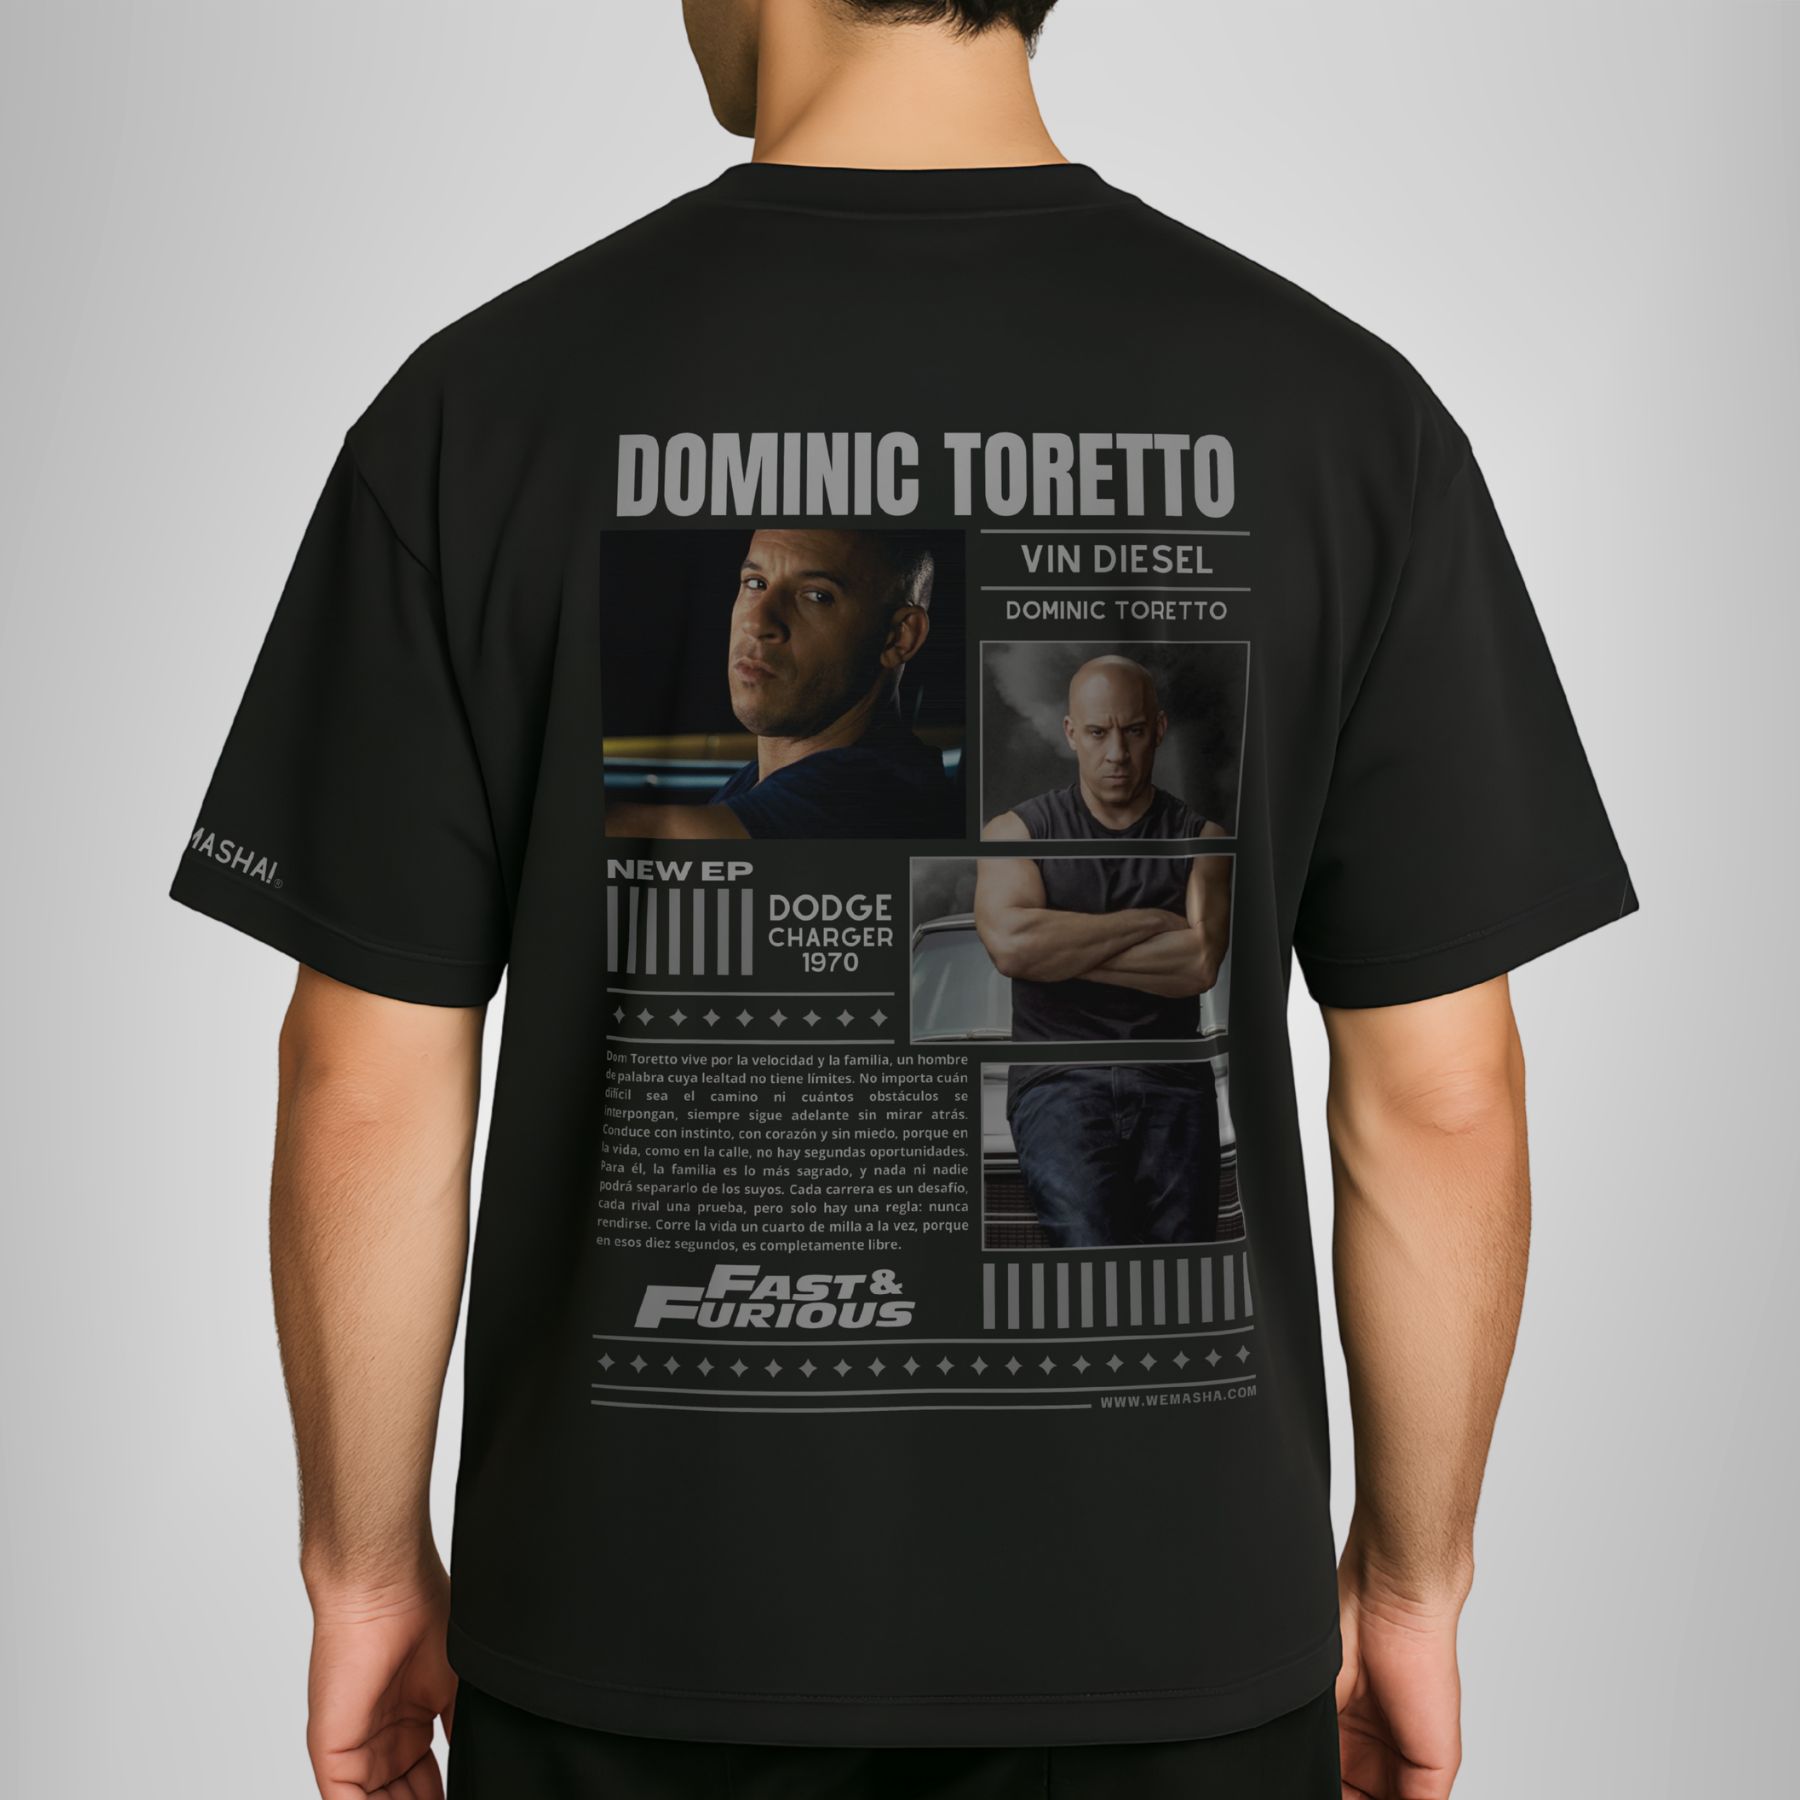 DOMINIC TORETTO
VIN DIESEL
DOMINIC TORETTO
MASHA!®
NEW EP
DODGE
CHARGER
1970
Dom Toretto vive por la velocidad y la familia, un hombre
de palabra cuya lealtad no tiene límites. No importa cuán
difícil sea el camino ni cuántos obstáculos se
interpongan, siempre sigue adelante sin mirar atrás.
Conduce con instinto, con corazón y sin miedo, porque en
la vida, como en la calle, no hay segundas oportunidades.
Para él, la familia es lo más sagrado, y nada ni nadie
podrá separarlo de los suyos. Cada carrera es un desafío,
cada rival una prueba, pero solo hay una regla: nunca
rendirse. Corre la vida un cuarto de milla a la vez, porque
en esos diez segundos, es completamente libre.
FAST &
FURIOUS
WWW.WEMASHA.COM